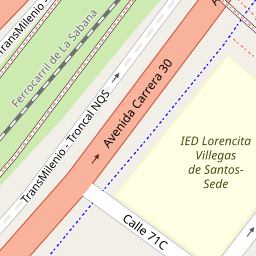 Ferrocarril de La Sabana
TransMilenio
TransMilenio - Troncal NQS
Avenida Carrera 30
IED Lorencita
Villegas
de Santos-
Sede
Calle 71C